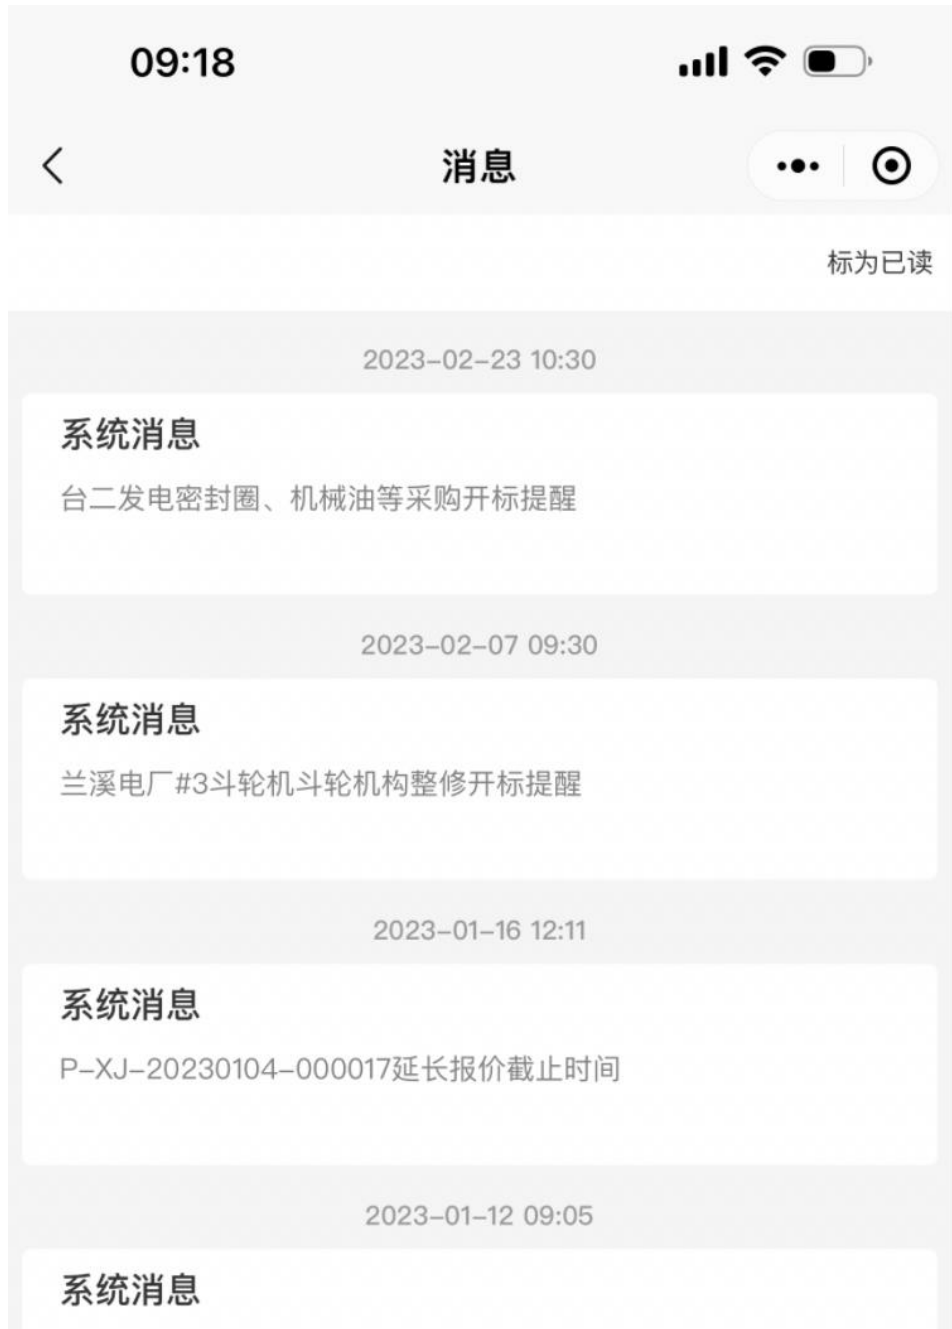 09:18
消息
标为已读
2023-02-23 10:30
系统消息
台二发电密封圈、机械油等采购开标提醒
2023-02-07 09:30
系统消息
兰溪电厂#3斗轮机斗轮机构整修开标提醒
2023-01-16 12:11
系统消息
P-XJ-20230104-000017延长报价截止时间
2023-01-12 09:05
系统消息